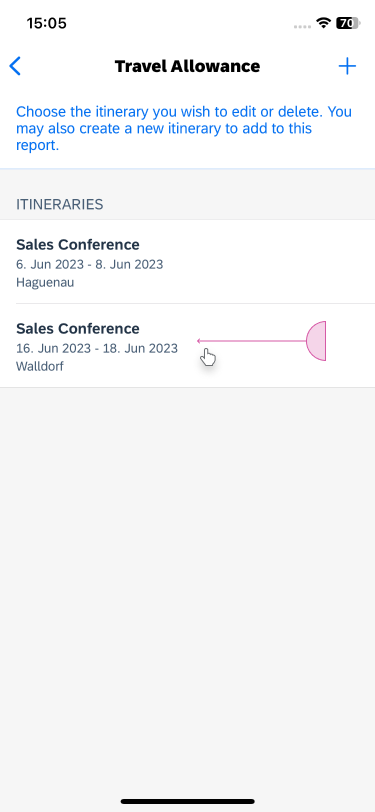 15:05
70
Travel Allowance
Choose the itinerary you wish to edit or delete. You
may also create a new itinerary to add to this
report.
ITINERARIES
Sales Conference
6. Jun 2023 - 8. Jun 2023
Haguenau
Sales Conference
16. Jun 2023 - 18. Jun 2023
Walldorf